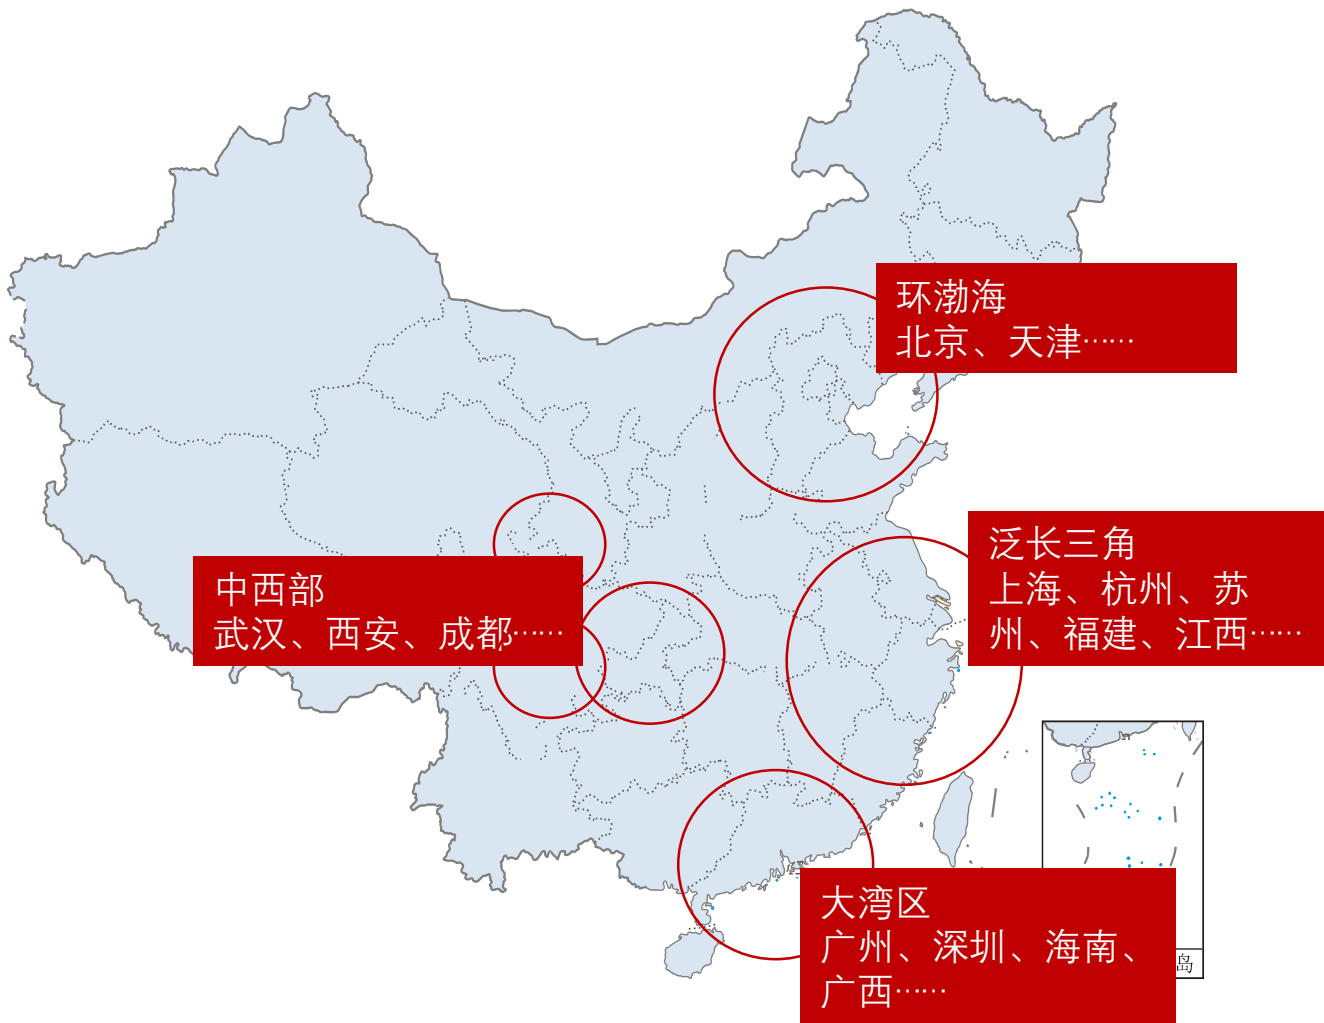 环渤海
北京、天津……
泛长三角
上海、杭州、苏
州、福建、江西……
中西部
武汉、西安、成都……
大湾区
广州、深圳、海南、
广西……
岛